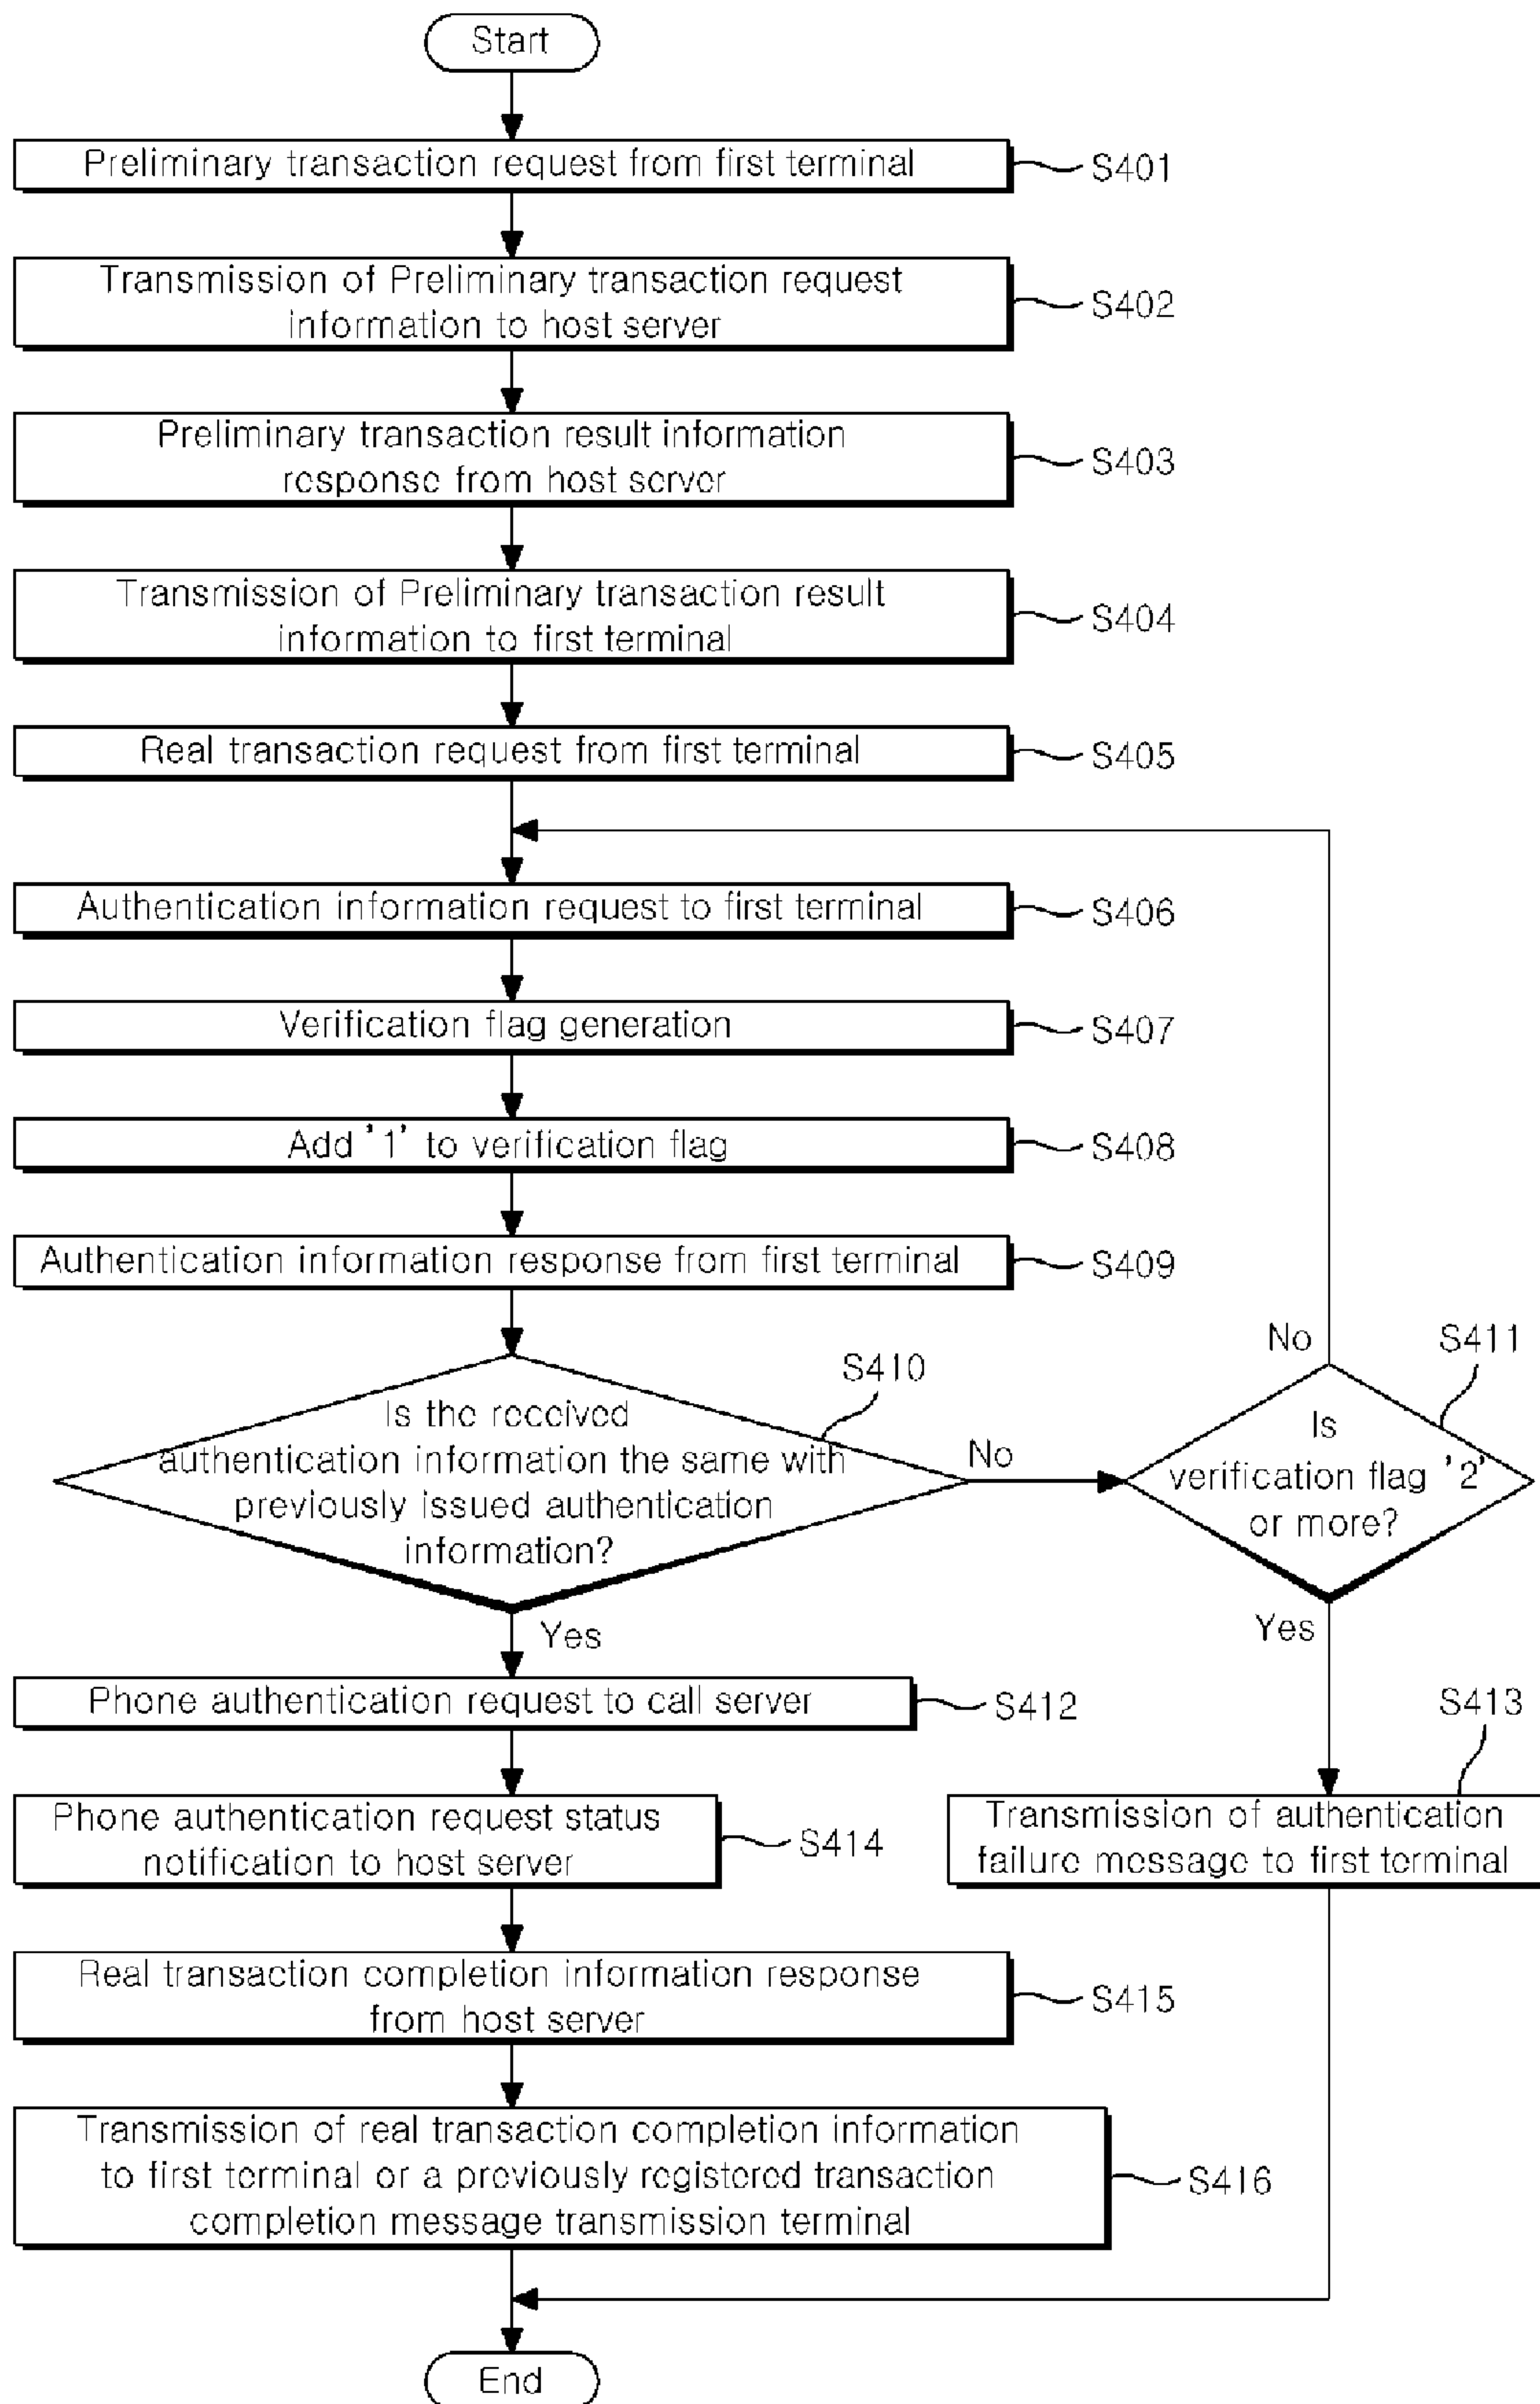 Start
Preliminary transaction request from first terminal
S401
Transmission of Preliminary transaction request
information to host server
S402
Preliminary transaction result information
response from host server
S403
Transmission of Preliminary transaction result
information to first terminal
S404
Real transaction request from first terminal
S405
Authentication information request to first terminal
S406
Verification flag generation
S407
Add '1' to verification flag
S408
Authentication information response from first terminal
S409
Is the received
authentication information the same with
previously issued authentication
information?
S410
No
Yes
Is
verification flag '2'
or more?
S411
No
Yes
Phone authentication request to call server
S412
Transmission of authentication
failure message to first terminal
S413
Phone authentication request status
notification to host server
S414
Real transaction completion information response
from host server
S415
Transmission of real transaction completion information
to first terminal or a previously registered transaction
completion message transmission terminal
S416
End